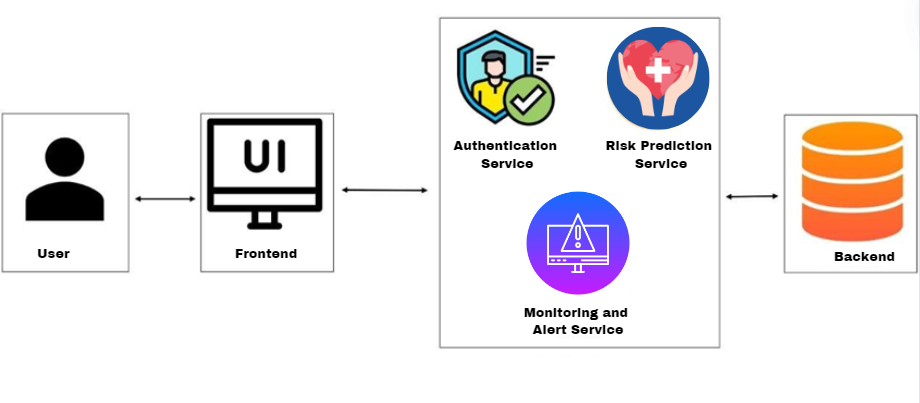 UI
User
Frontend
Authentication
Service
Risk Prediction
Service
Monitoring and
Alert Service
Backend